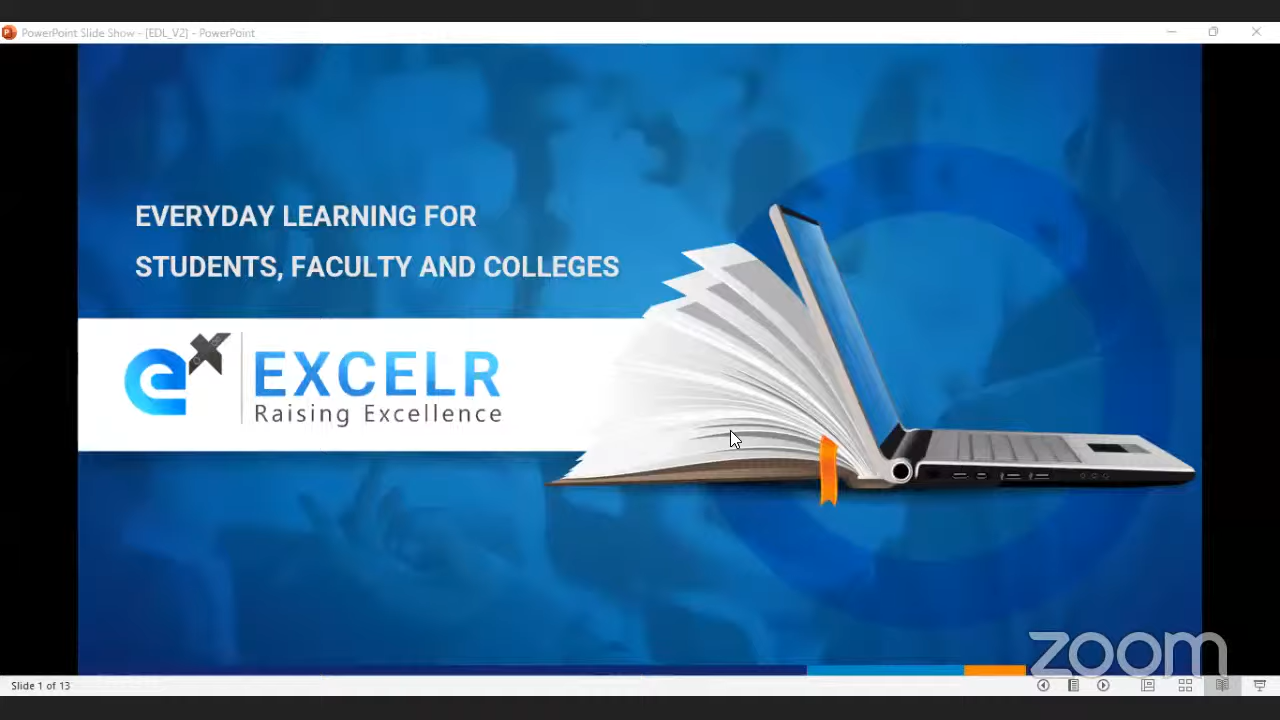 PowerPoint Slide Show - [EDL_V2] - PowerPoint
EVERYDAY LEARNING FOR
STUDENTS, FACULTY AND COLLEGES
ex
EXCELR
Raising Excellence
zoom
Slide 1 of 13